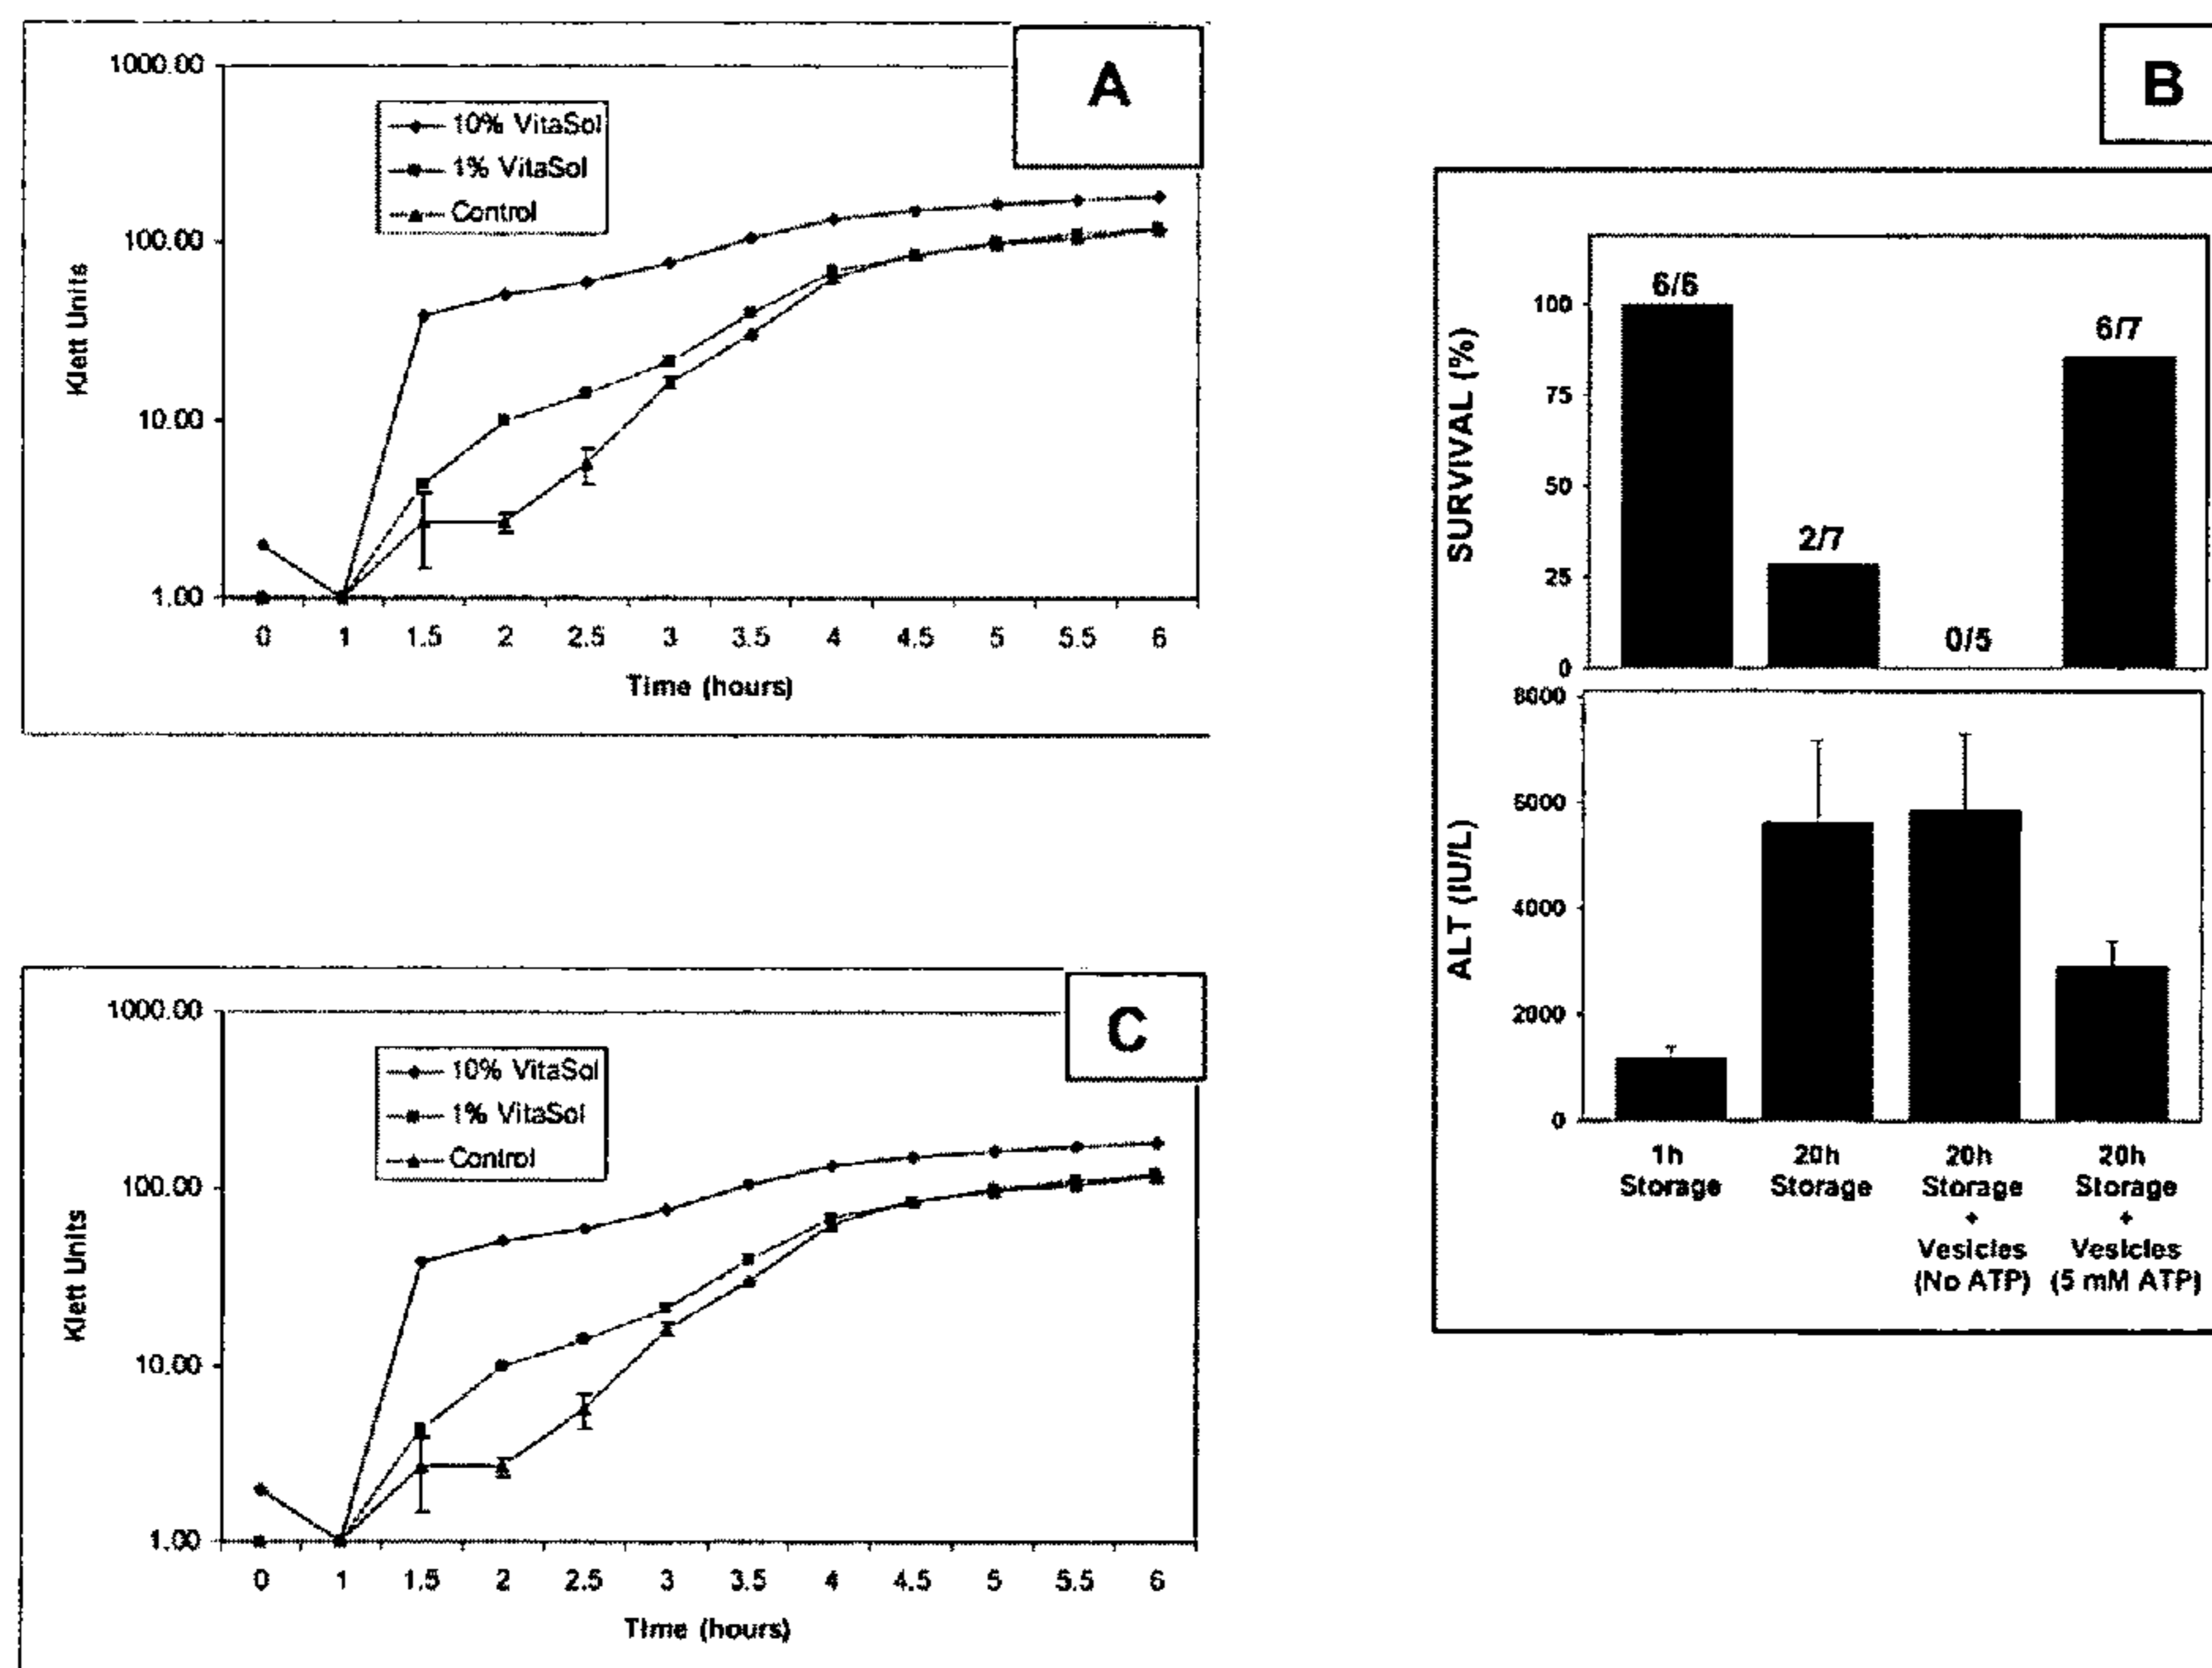 A
1000.00
100.00
10.00
1.00
10% VitaSol
1% VitaSol
Control
Klett Units
0 1 1.5 2 2.5 3 3.5 4 4.5 5 5.5 6
Time (hours)
B
SURVIVAL (%)
100
75
50
25
0
6/6
2/7
0/5
6/7
ALT (IU/L)
8000
6000
4000
2000
0
1h 20h 20h 20h
Storage Storage Storage Storage
+ +
Vesicles Vesicles
(No ATP) (5 mM ATP)
C
1000.00
100.00
10.00
1.00
10% VitaSol
1% VitaSol
Control
Klett Units
0 1 1.5 2 2.5 3 3.5 4 4.5 5 5.5 6
Time (hours)